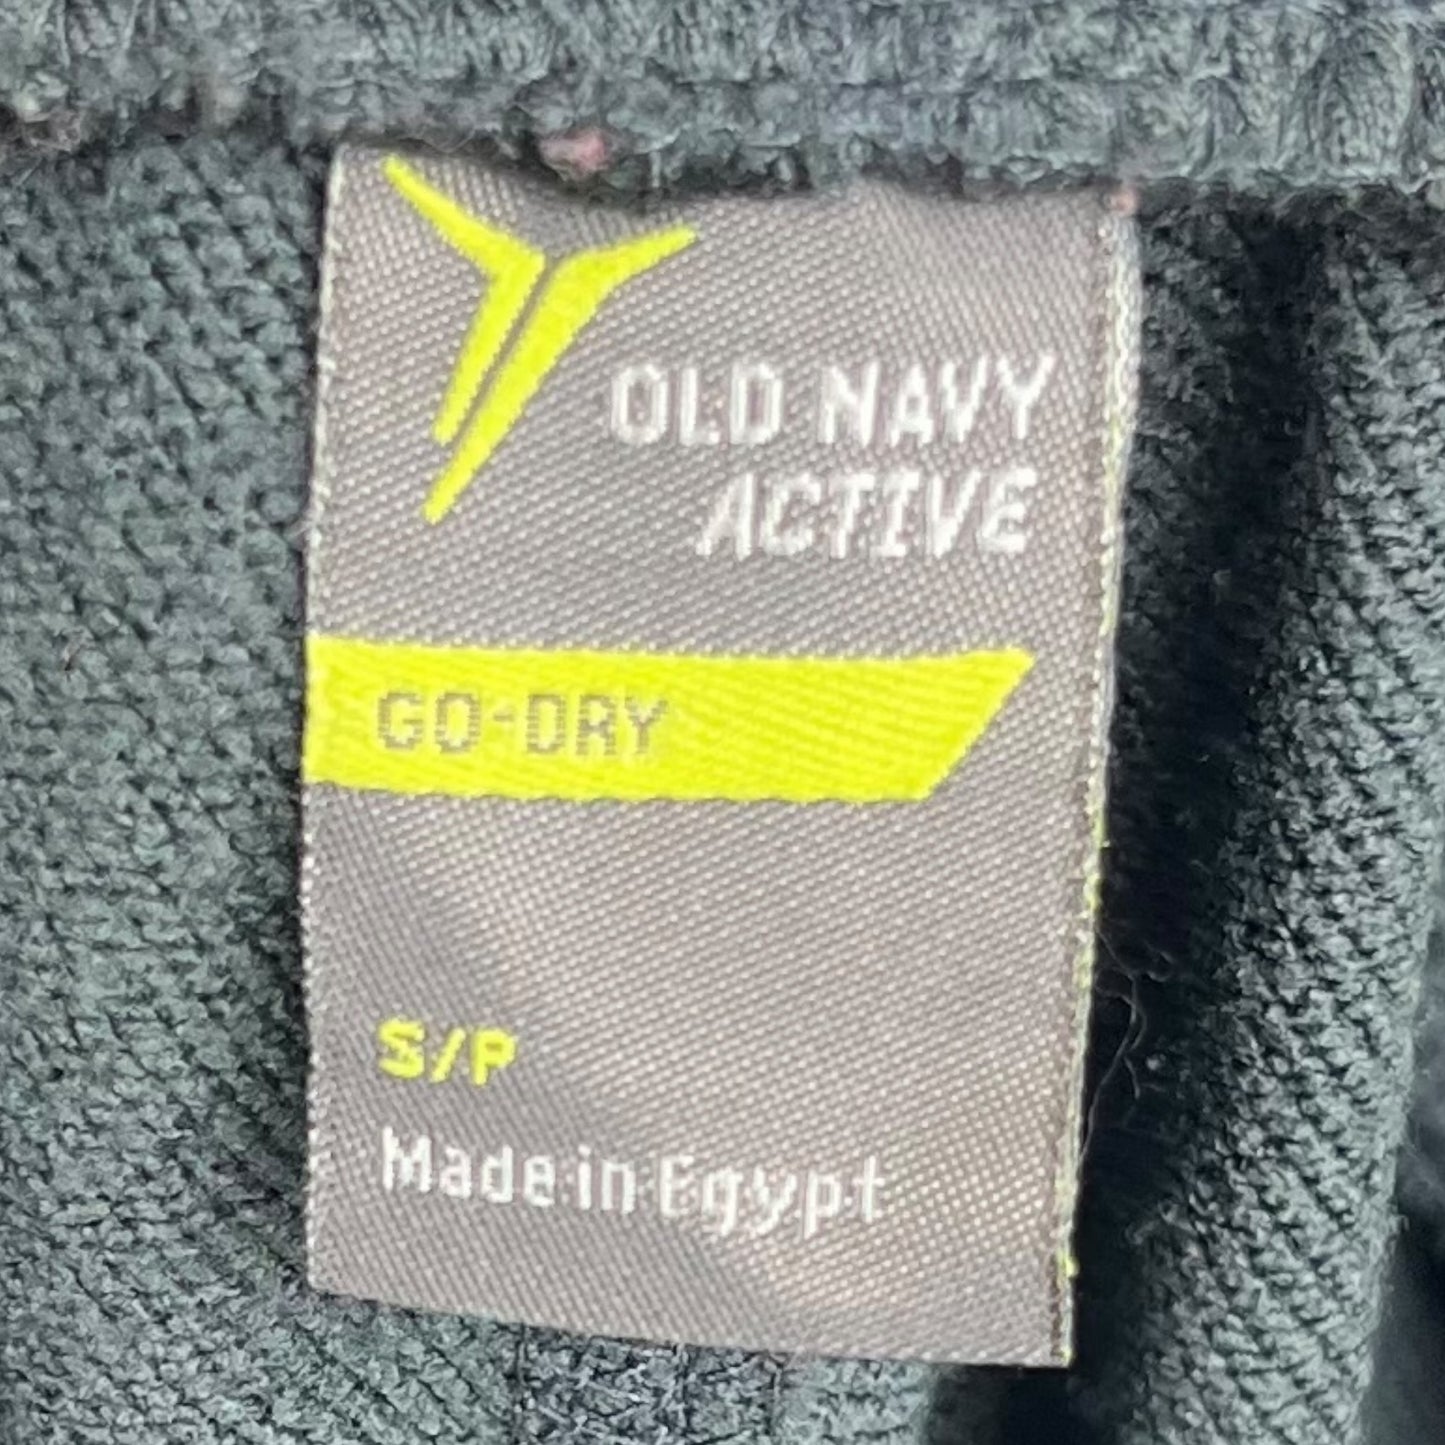 OLD NAVY
ACTIVE
GO-DRY
S/P
Made in Egypt